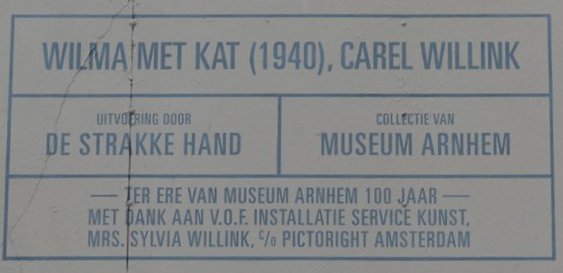 WILMA MET KAT (1940), CAREL WILLINK
UITVOERING DOOR
DE STRAKKE HAND
COLLECTIE VAN
MUSEUM ARNHEM
— TER ERE VAN MUSEUM ARNHEM 100 JAAR —
MET DANK AAN V.O.F. INSTALLATIE SERVICE KUNST,
MRS. SYLVIA WILLINK, c/o PICTORIGHT AMSTERDAM